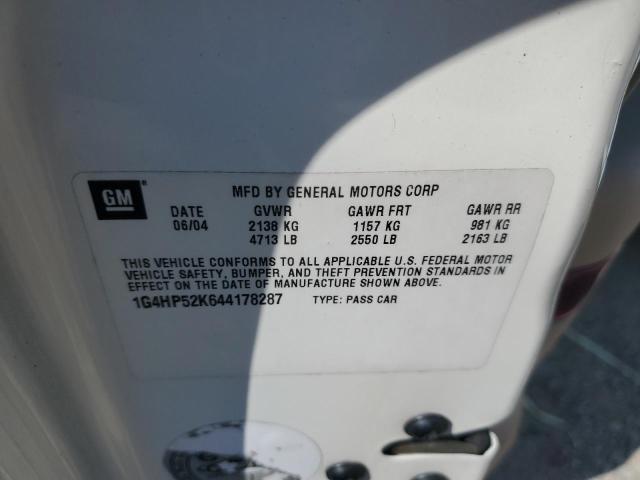 GM ® MFD BY GENERAL MOTORS CORP
DATE GVWR GAWR FRT GAWR RR
06/04 2138 KG 1157 KG 981 KG
4713 LB 2550 LB 2163 LB
THIS VEHICLE CONFORMS TO ALL APPLICABLE U.S. FEDERAL MOTOR
VEHICLE SAFETY, BUMPER, AND THEFT PREVENTION STANDARDS IN
EFFECT ON THE DATE OF MANUFACTURE SHOWN ABOVE.
1G4HP52K644178287 TYPE: PASS CAR